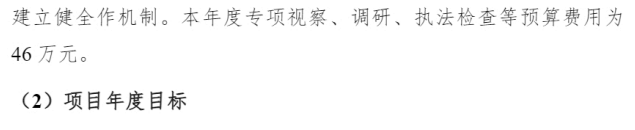 建立健全作机制。本年度专项视察、调研、执法检查等预算费用为
46 万元。
（2）项目年度目标